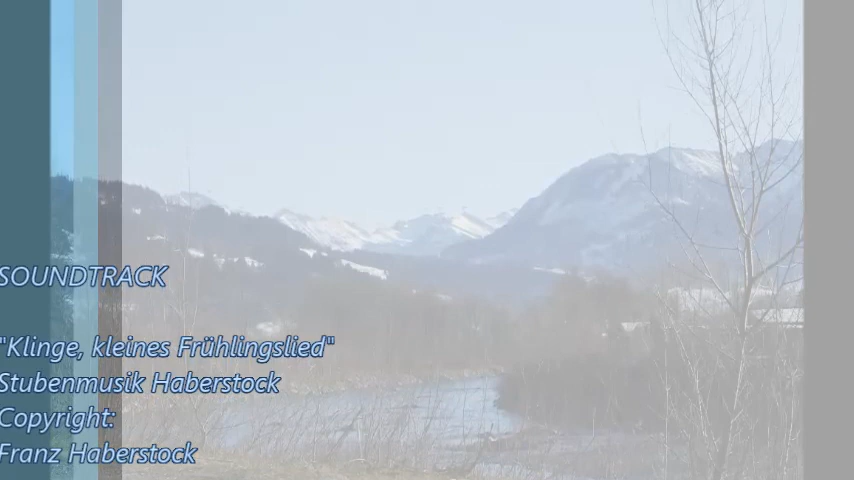 SOUNDTRACK
"Klinge, kleines Frühlingslied"
Stubenmusik Haberstock
Copyright:
Franz Haberstock